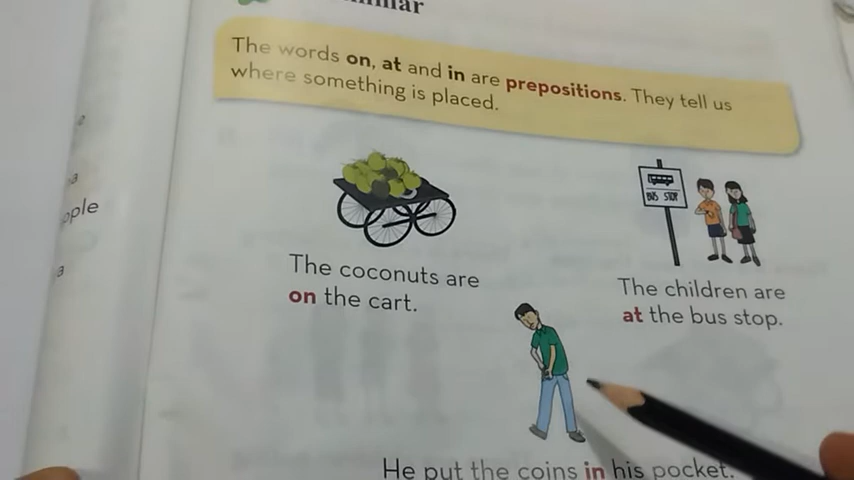 The words on, at and in are prepositions. They tell us
where something is placed.
BUS STOP
The coconuts are
on the cart.
The children are
at the bus stop.
He put the coins in his pocket.